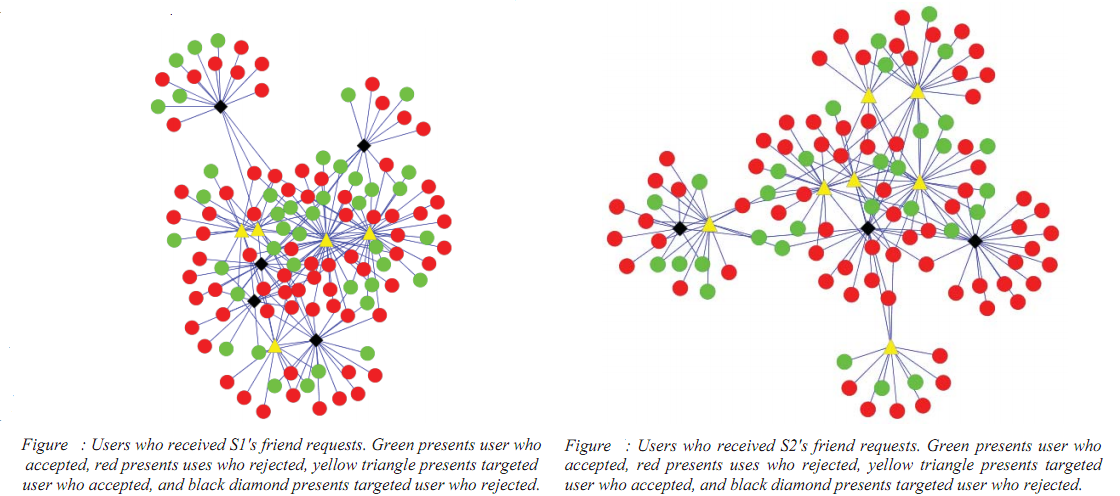 Figure : Users who received S1's friend requests. Green presents user who
accepted, red presents uses who rejected, yellow triangle presents targeted
user who accepted, and black diamond presents targeted user who rejected.
Figure : Users who received S2's friend requests. Green presents user who
accepted, red presents uses who rejected, yellow triangle presents targeted
user who accepted, and black diamond presents targeted user who rejected.